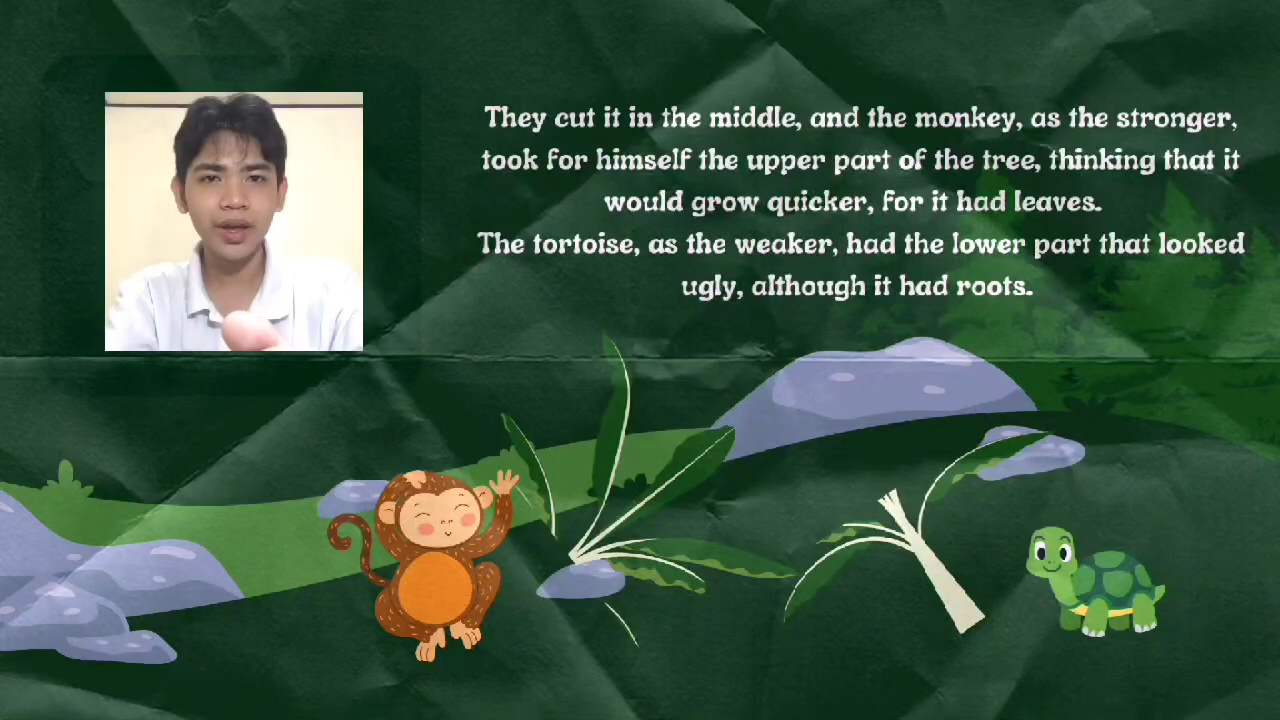 They cut it in the middle, and the monkey, as the stronger,
took for himself the upper part of the tree, thinking that it
would grow quicker, for it had leaves.
The tortoise, as the weaker, had the lower part that looked
ugly, although it had roots.